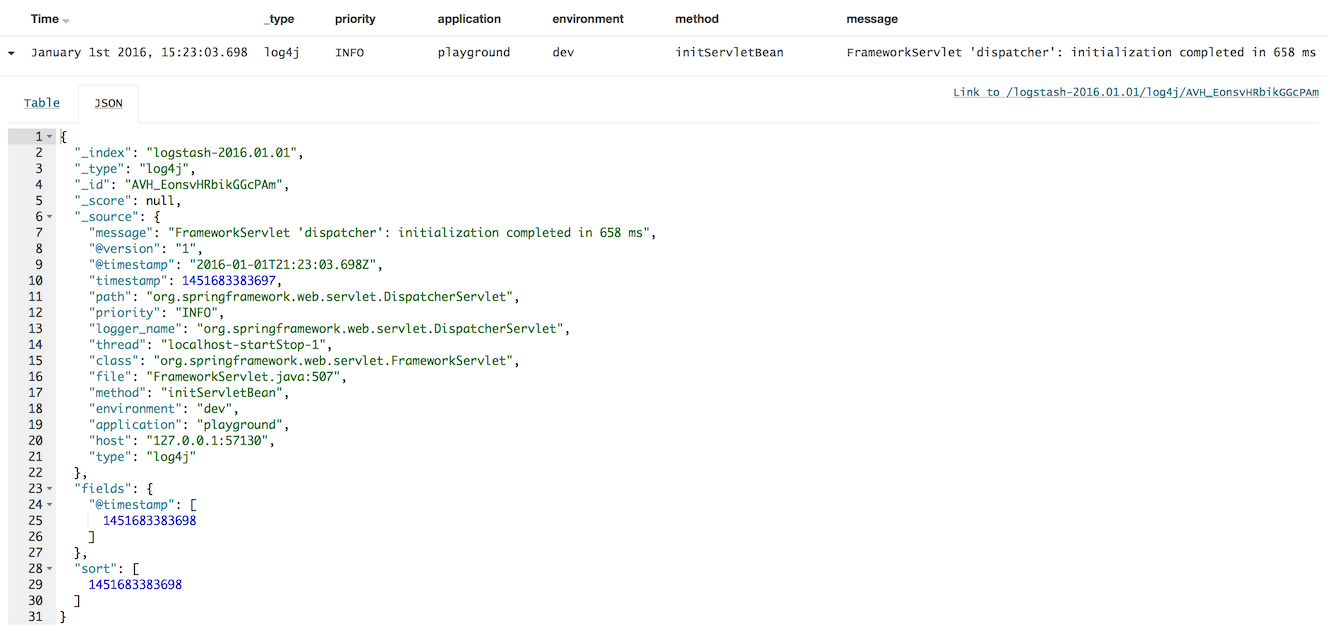 Time _type priority application environment method message
January 1st 2016, 15:23:03.698 log4j INFO playground dev initServletBean FrameworkServlet 'dispatcher': initialization completed in 658 ms
Table JSON Link to /logstash-2016.01.01/log4j/AVH_EonsvHRbikGGcPAm
1 {
2 "_index": "logstash-2016.01.01",
3 "_type": "log4j",
4 "_id": "AVH_EonsvHRbikGGcPAm",
5 "_score": null,
6 "_source": {
7 "message": "FrameworkServlet 'dispatcher': initialization completed in 658 ms",
8 "@version": "1",
9 "@timestamp": "2016-01-01T21:23:03.698Z",
10 "timestamp": 1451683383697,
11 "path": "org.springframework.web.servlet.DispatcherServlet",
12 "priority": "INFO",
13 "logger_name": "org.springframework.web.servlet.DispatcherServlet",
14 "thread": "localhost-startStop-1",
15 "class": "org.springframework.web.servlet.FrameworkServlet",
16 "file": "FrameworkServlet.java:507",
17 "method": "initServletBean",
18 "environment": "dev",
19 "application": "playground",
20 "host": "127.0.0.1:57130",
21 "type": "log4j"
22 },
23 "fields": {
24 "@timestamp": [
25 1451683383698
26 ]
27 },
28 "sort": [
29 1451683383698
30 ]
31 }